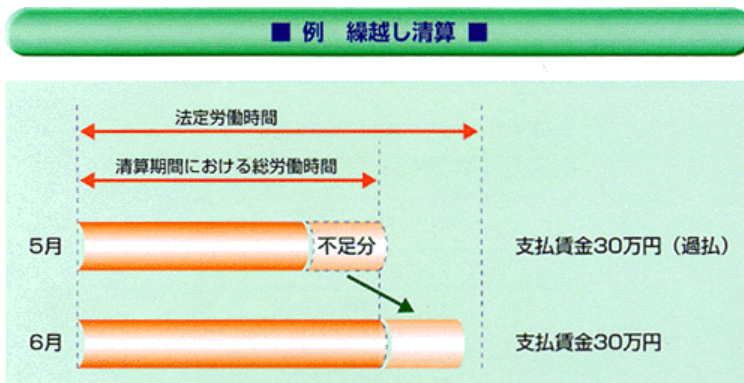 ■ 例 繰越し清算 ■
法定労働時間
清算期間における総労働時間
5月 不足分 支払賃金30万円（過払）
6月 支払賃金30万円